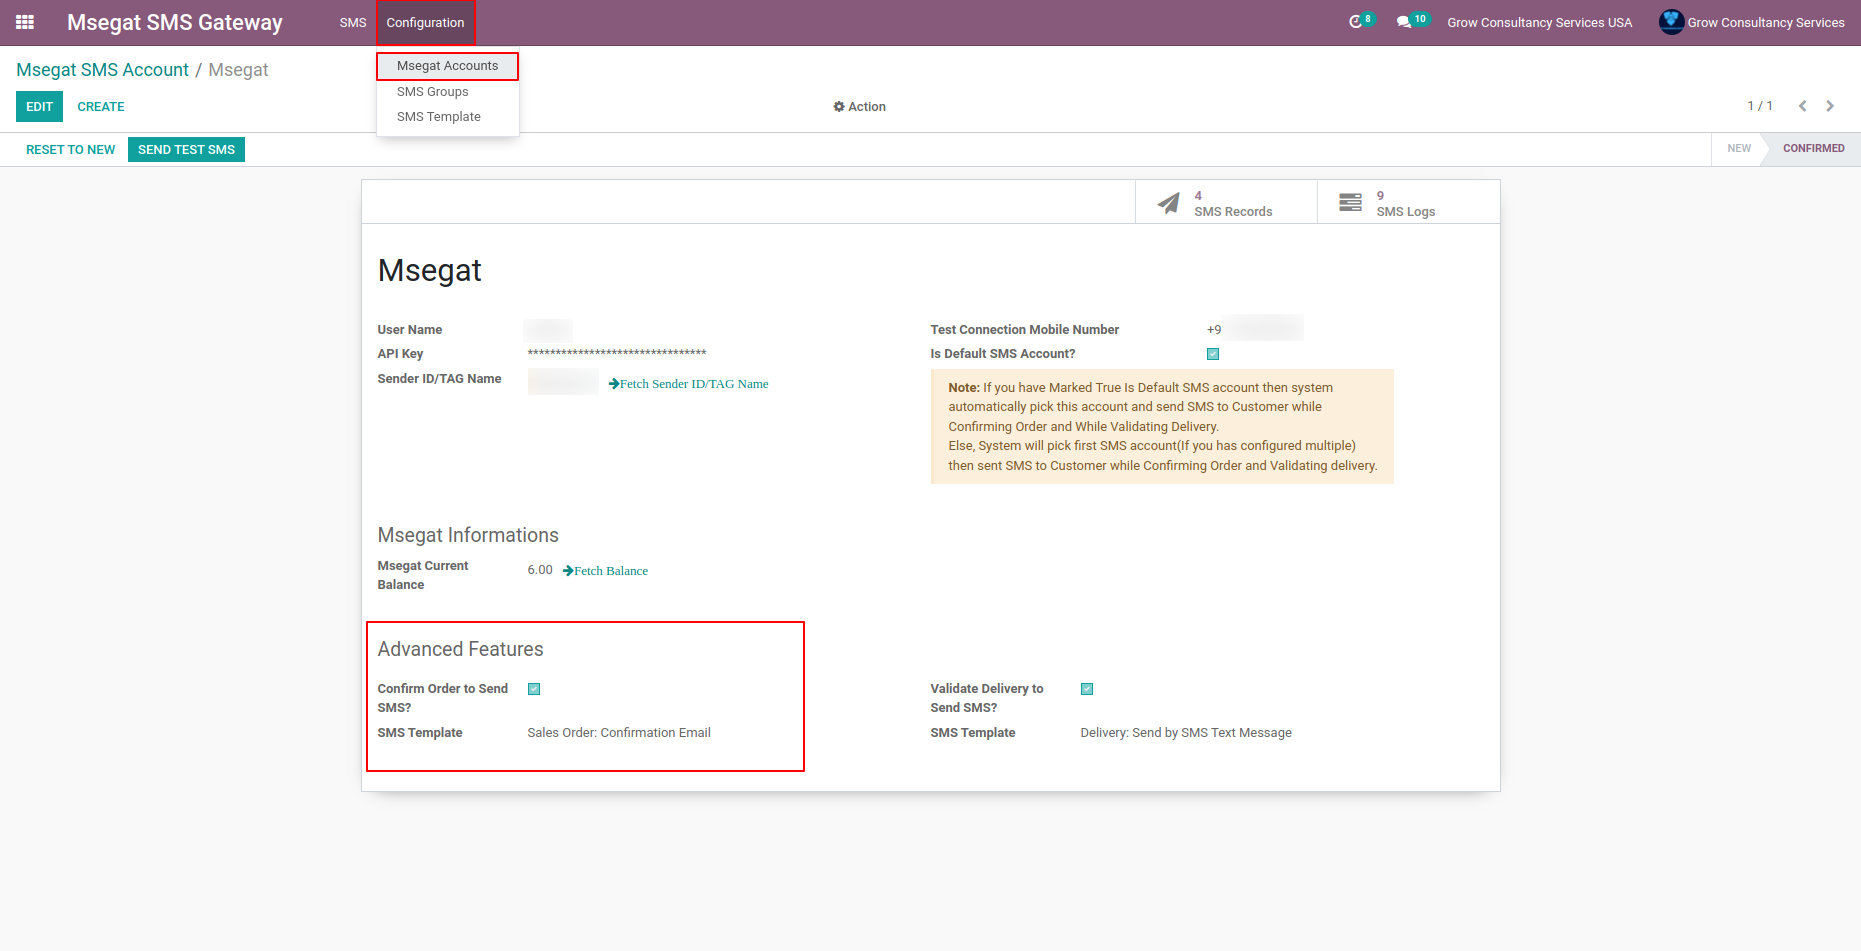 Msegat SMS Gateway
SMS
Configuration
8
10
Grow Consultancy Services USA
Grow Consultancy Services
Msegat SMS Account / Msegat
Msegat Accounts
SMS Groups
SMS Template
EDIT
CREATE
Action
1 / 1
RESET TO NEW
SEND TEST SMS
NEW
CONFIRMED
4
SMS Records
9
SMS Logs
Msegat
User Name
API Key
********************************
Sender ID/TAG Name
Fetch Sender ID/TAG Name
Test Connection Mobile Number
+9
Is Default SMS Account?
Note: If you have Marked True Is Default SMS account then system
automatically pick this account and send SMS to Customer while
Confirming Order and While Validating Delivery.
Else, System will pick first SMS account(If you has configured multiple)
then sent SMS to Customer while Confirming Order and Validating delivery.
Msegat Informations
Msegat Current
Balance
6.00
Fetch Balance
Advanced Features
Confirm Order to Send
SMS?
SMS Template
Sales Order: Confirmation Email
Validate Delivery to
Send SMS?
SMS Template
Delivery: Send by SMS Text Message